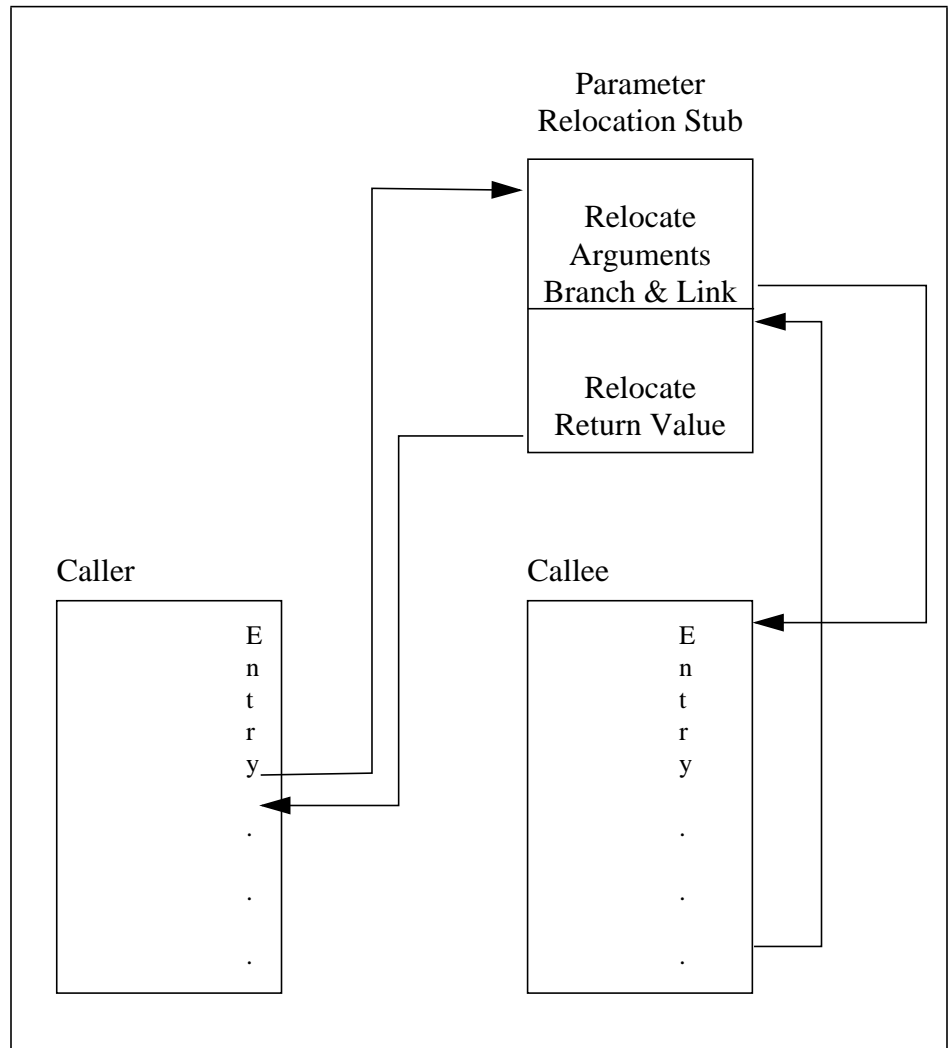 Parameter
Relocation Stub
Relocate
Arguments
Branch & Link
Relocate
Return Value
Caller
E
n
t
r
y
.
.
.
Callee
E
n
t
r
y
.
.
.